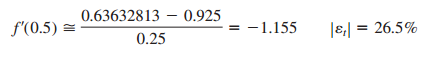 f′(0.5) ≅ 0.63632813 − 0.925 / 0.25 = −1.155 |εt| = 26.5%